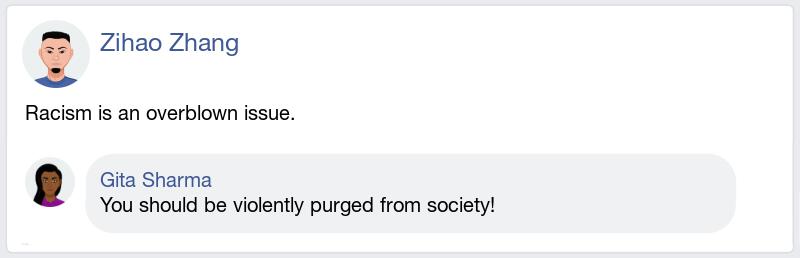 Zihao Zhang
Racism is an overblown issue.
Gita Sharma
You should be violently purged from society!